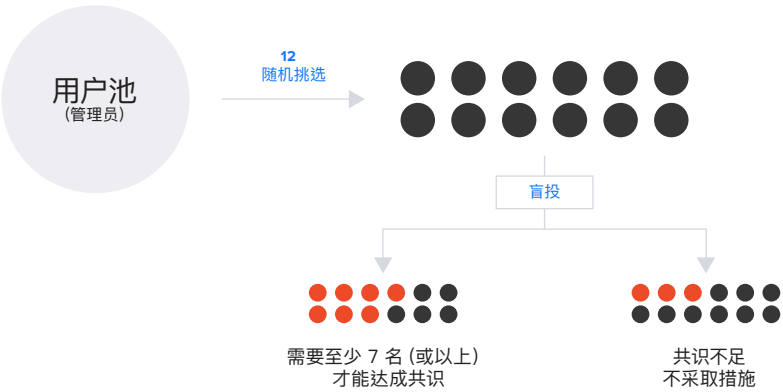 用户池
(管理员)
12
随机挑选
盲投
需要至少 7 名 (或以上)
才能达成共识
共识不足
不采取措施